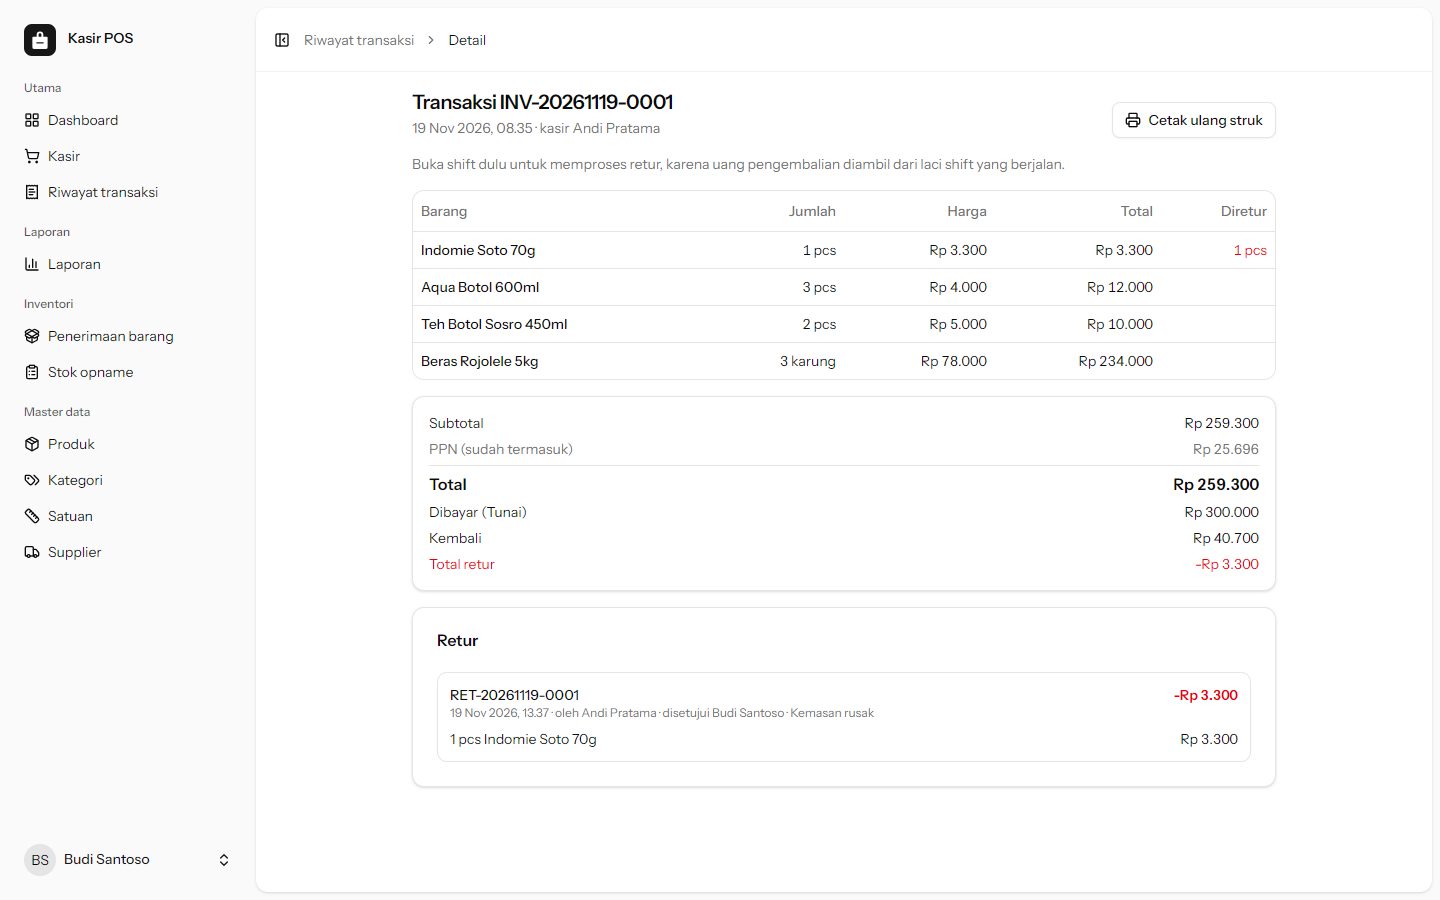 Kasir POS
Utama
Dashboard
Kasir
Riwayat transaksi
Laporan
Laporan
Inventori
Penerimaan barang
Stok opname
Master data
Produk
Kategori
Satuan
Supplier
BS Budi Santoso
Riwayat transaksi > Detail
Transaksi INV-20261119-0001
19 Nov 2026, 08.35 · kasir Andi Pratama
Cetak ulang struk
Buka shift dulu untuk memproses retur, karena uang pengembalian diambil dari laci shift yang berjalan.
Barang Jumlah Harga Total Diretur
Indomie Soto 70g 1 pcs Rp 3.300 Rp 3.300 1 pcs
Aqua Botol 600ml 3 pcs Rp 4.000 Rp 12.000
Teh Botol Sosro 450ml 2 pcs Rp 5.000 Rp 10.000
Beras Rojolele 5kg 3 karung Rp 78.000 Rp 234.000
Subtotal Rp 259.300
PPN (sudah termasuk) Rp 25.696
Total Rp 259.300
Dibayar (Tunai) Rp 300.000
Kembali Rp 40.700
Total retur -Rp 3.300
Retur
RET-20261119-0001 -Rp 3.300
19 Nov 2026, 13.37 · oleh Andi Pratama · disetujui Budi Santoso · Kemasan rusak
1 pcs Indomie Soto 70g Rp 3.300